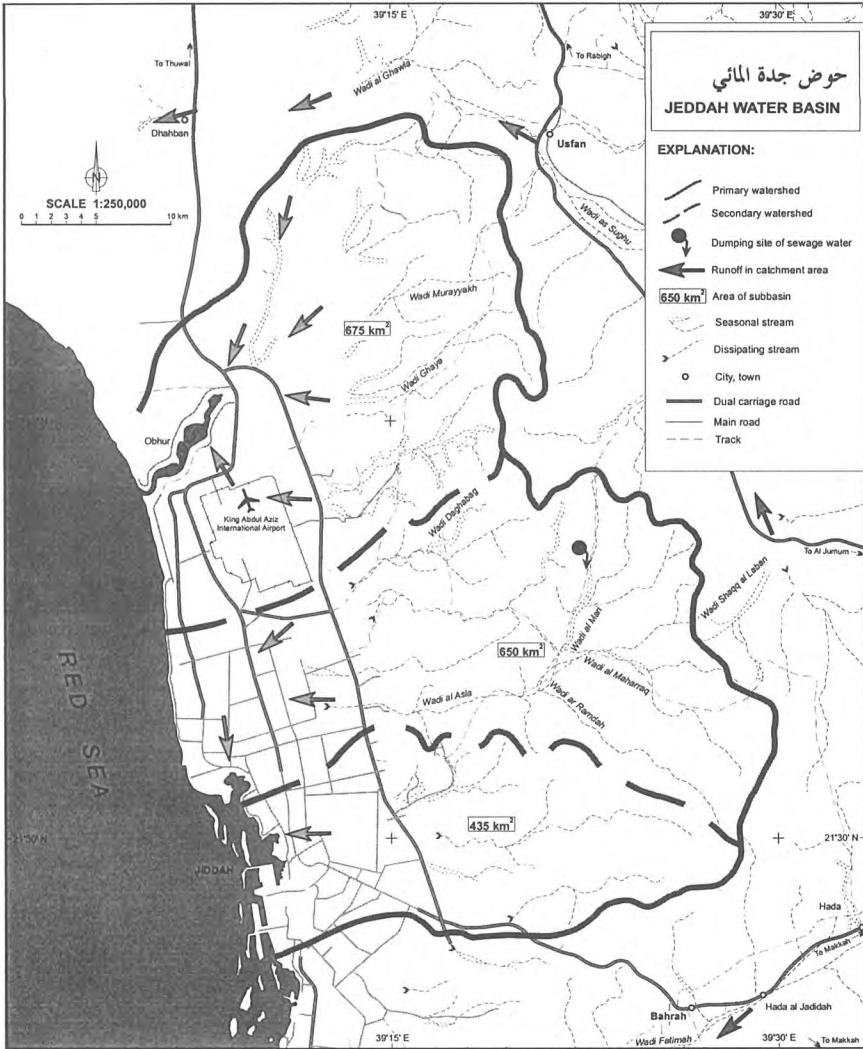 39°15' E
39°30' E
To Thuwal
To Rabigh
Wadi al Ghawla
Dhahban
Usfan
N
SCALE 1:250,000
0 1 2 3 4 5 10 km
Wadi as Sughu
حوض جدة المائي
JEDDAH WATER BASIN
EXPLANATION:
Primary watershed
Secondary watershed
Dumping site of sewage water
Runoff in catchment area
650 km² Area of subbasin
Seasonal stream
Dissipating stream
City, town
Dual carriage road
Main road
Track
Wadi Murayyakh
675 km²
Wadi Ghaya
Obhur
King Abdul Aziz
International Airport
Wadi Daghabag
To Al Jumum
Wadi Shaqq al Laban
Wadi al Mari
650 km²
Wadi al Maharraq
Wadi al Asla
Wadi ar Ramdah
RED SEA
435 km²
21°30' N
21°30' N
JIDDAH
Hada
To Makkah
Bahrah
Hada al Jadidah
Wadi Fatimah
39°15' E
39°30' E
To Makkah